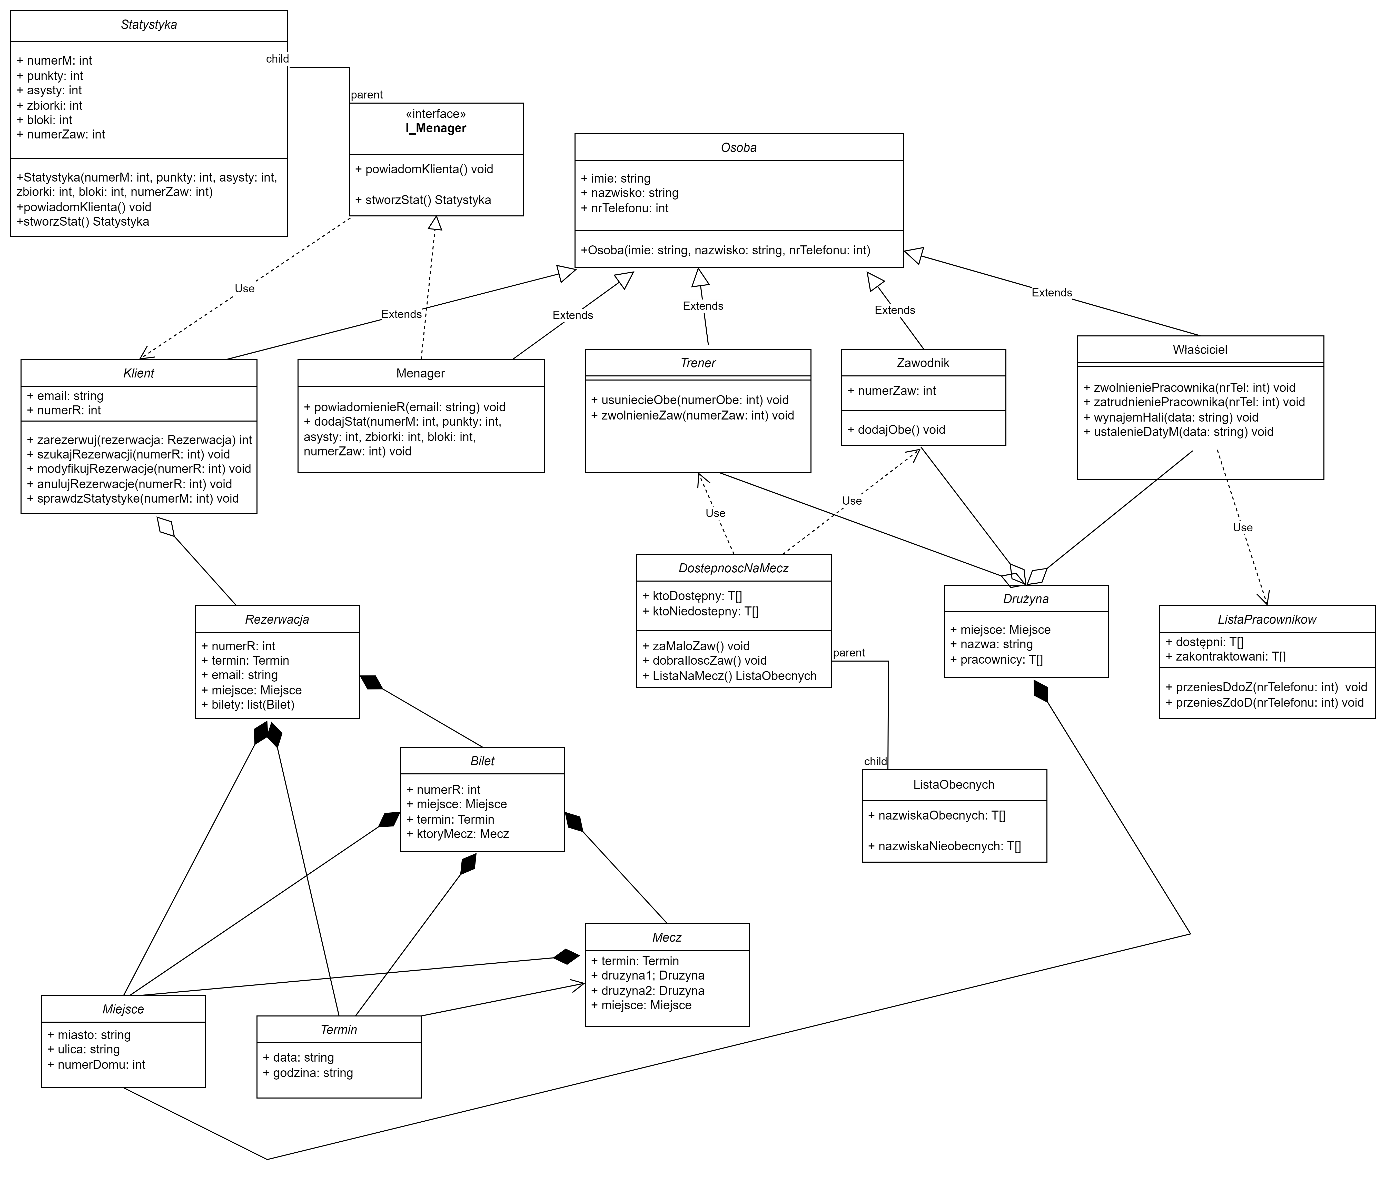 Statystyka
+ numerM: int
+ punkty: int
+ asysty: int
+ zbiorki: int
+ bloki: int
+ numerZaw: int
+Statystyka(numerM: int, punkty: int, asysty: int,
zbiorki: int, bloki: int, numerZaw: int)
+powiadomKlienta() void
+stworzStat() Statystyka
child
parent
«interface»
I_Menager
+ powiadomKlienta() void
+ stworzStat() Statystyka
Osoba
+ imie: string
+ nazwisko: string
+ nrTelefonu: int
+Osoba(imie: string, nazwisko: string, nrTelefonu: int)
Use
Extends
Extends
Extends
Extends
Extends
Klient
+ email: string
+ numerR: int
+ zarezerwuj(rezerwacja: Rezerwacja) int
+ szukajRezerwacji(numerR: int) void
+ modyfikujRezerwacje(numerR: int) void
+ anulujRezerwacje(numerR: int) void
+ sprawdzStatystyke(numerM: int) void
Menager
+ powiadomienieR(email: string) void
+ dodajStat(numerM: int, punkty: int,
asysty: int, zbiorki: int, bloki: int,
numerZaw: int) void
Trener
+ usuniecieObe(numerObe: int) void
+ zwolnienieZaw(numerZaw: int) void
Zawodnik
+ numerZaw: int
+ dodajObe() void
Właściciel
+ zwolnieniePracownika(nrTel: int) void
+ zatrudnieniePracownika(nrTel: int) void
+ wynajemHali(data: string) void
+ ustalenieDatyM(data: string) void
Use
Use
Use
DostepnoscNaMecz
+ ktoDostępny: T[]
+ ktoNiedostepny: T[]
+ zaMaloZaw() void
+ dobraIloscZaw() void
+ ListaNaMecz() ListaObecnych
parent
child
Drużyna
+ miejsce: Miejsce
+ nazwa: string
+ pracownicy: T[]
ListaPracownikow
+ dostępni: T[]
+ zakontraktowani: T[]
+ przeniesDdoZ(nrTelefonu: int) void
+ przeniesZdoD(nrTelefonu: int) void
Rezerwacja
+ numerR: int
+ termin: Termin
+ email: string
+ miejsce: Miejsce
+ bilety: list(Bilet)
Bilet
+ numerR: int
+ miejsce: Miejsce
+ termin: Termin
+ ktoryMecz: Mecz
ListaObecnych
+ nazwiskaObecnych: T[]
+ nazwiskaNieobecnych: T[]
Mecz
+ termin: Termin
+ druzyna1: Druzyna
+ druzyna2: Druzyna
+ miejsce: Miejsce
Miejsce
+ miasto: string
+ ulica: string
+ numerDomu: int
Termin
+ data: string
+ godzina: string